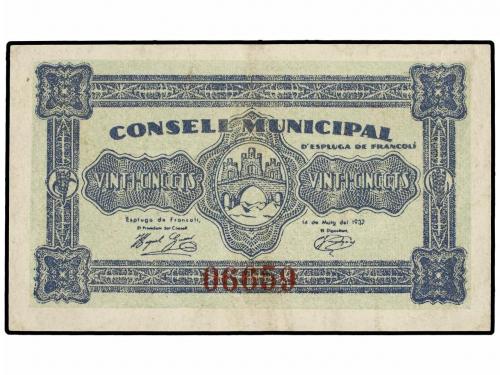 CONSELL MUNICIPAL
D'ESPLUGA DE FRANCOLÍ
VINT-I-CINC CTS VINT-I-CINC CTS
Espluga de Francolí, 14 de Maig del 1937
El President del Consell El Dipositari,
06659